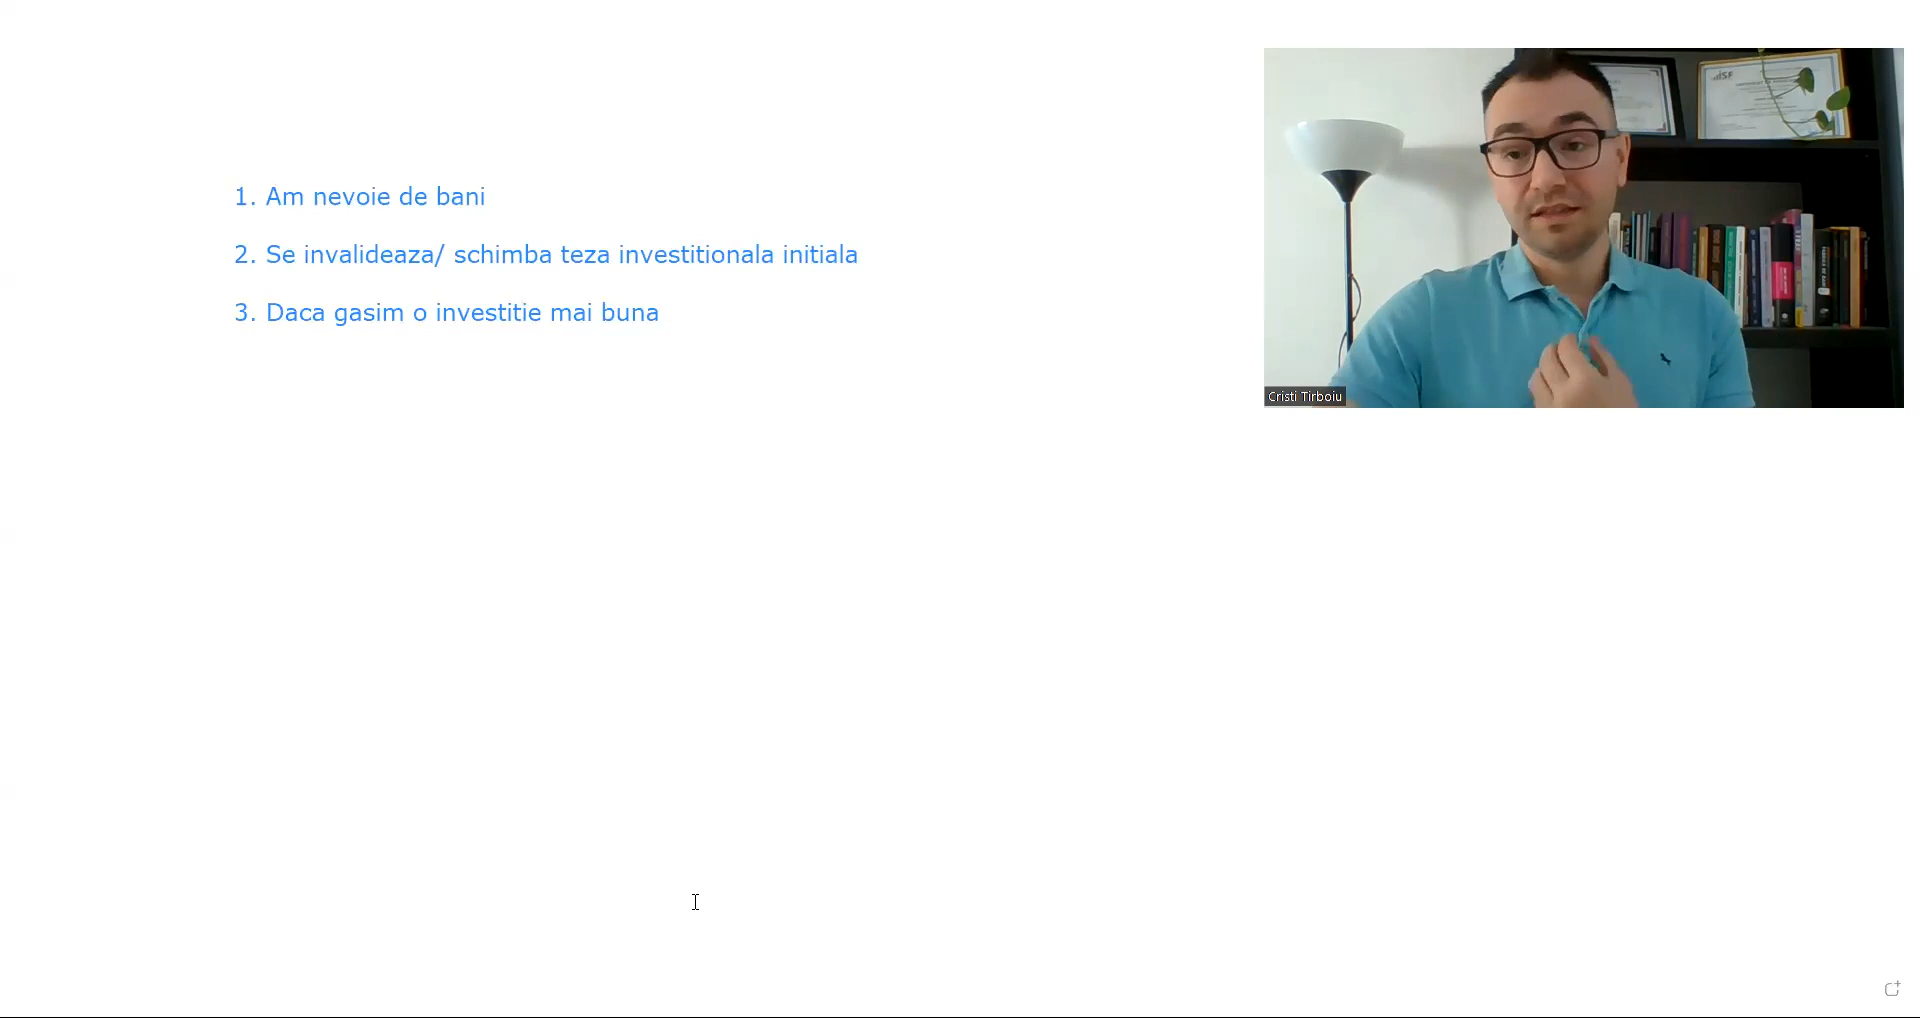 1. Am nevoie de bani
2. Se invalideaza/ schimba teza investitionala initiala
3. Daca gasim o investitie mai buna
iSF
Cristi Tirboiu